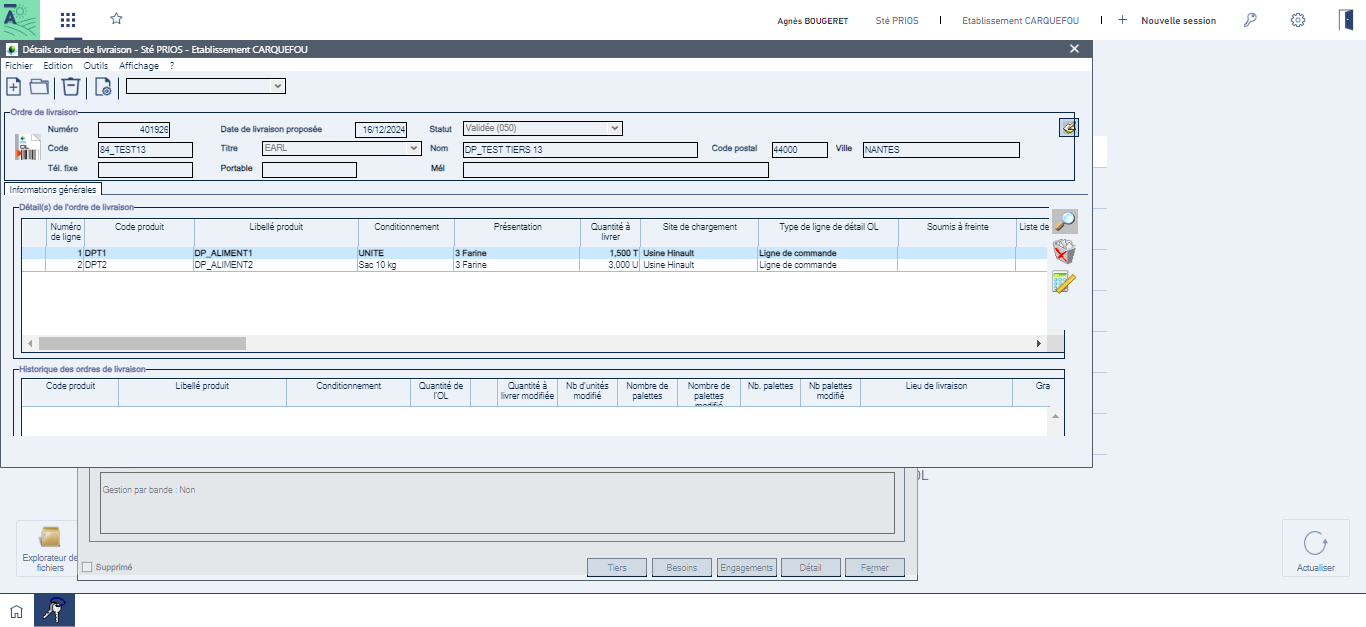 Agnès BOUGERET Sté PRIOS Etablissement CARQUEFOU Nouvelle session
Détails ordres de livraison - Sté PRIOS - Etablissement CARQUEFOU
Fichier Edition Outils Affichage ?
Ordre de livraison
Numéro 401926 Date de livraison proposée 16/12/2024 Statut Validée (050)
Code 84_TEST13 Titre EARL Nom DP_TEST TIERS 13 Code postal 44000 Ville NANTES
Tél. fixe Portable Mél
Informations générales
Détail(s) de l'ordre de livraison
Numéro de ligne Code produit Libellé produit Conditionnement Présentation Quantité à livrer Site de chargement Type de ligne de détail OL Soumis à freinte Liste de
1 DPT1 DP_ALIMENT1 UNITE 3 Farine 1,500 T Usine Hinault Ligne de commande
2 DPT2 DP_ALIMENT2 Sac 10 kg 3 Farine 3,000 U Usine Hinault Ligne de commande
Historique des ordres de livraison
Code produit Libellé produit Conditionnement Quantité de l'OL Quantité à livrer modifiée Nb d'unités modifié Nombre de palettes Nombre de palettes modifié Nb. palettes Nb palettes modifié Lieu de livraison Gra
OL
Gestion par bande : Non
Explorateur de fichiers
Supprimé Tiers Besoins Engagements Détail Fermer
Actualiser